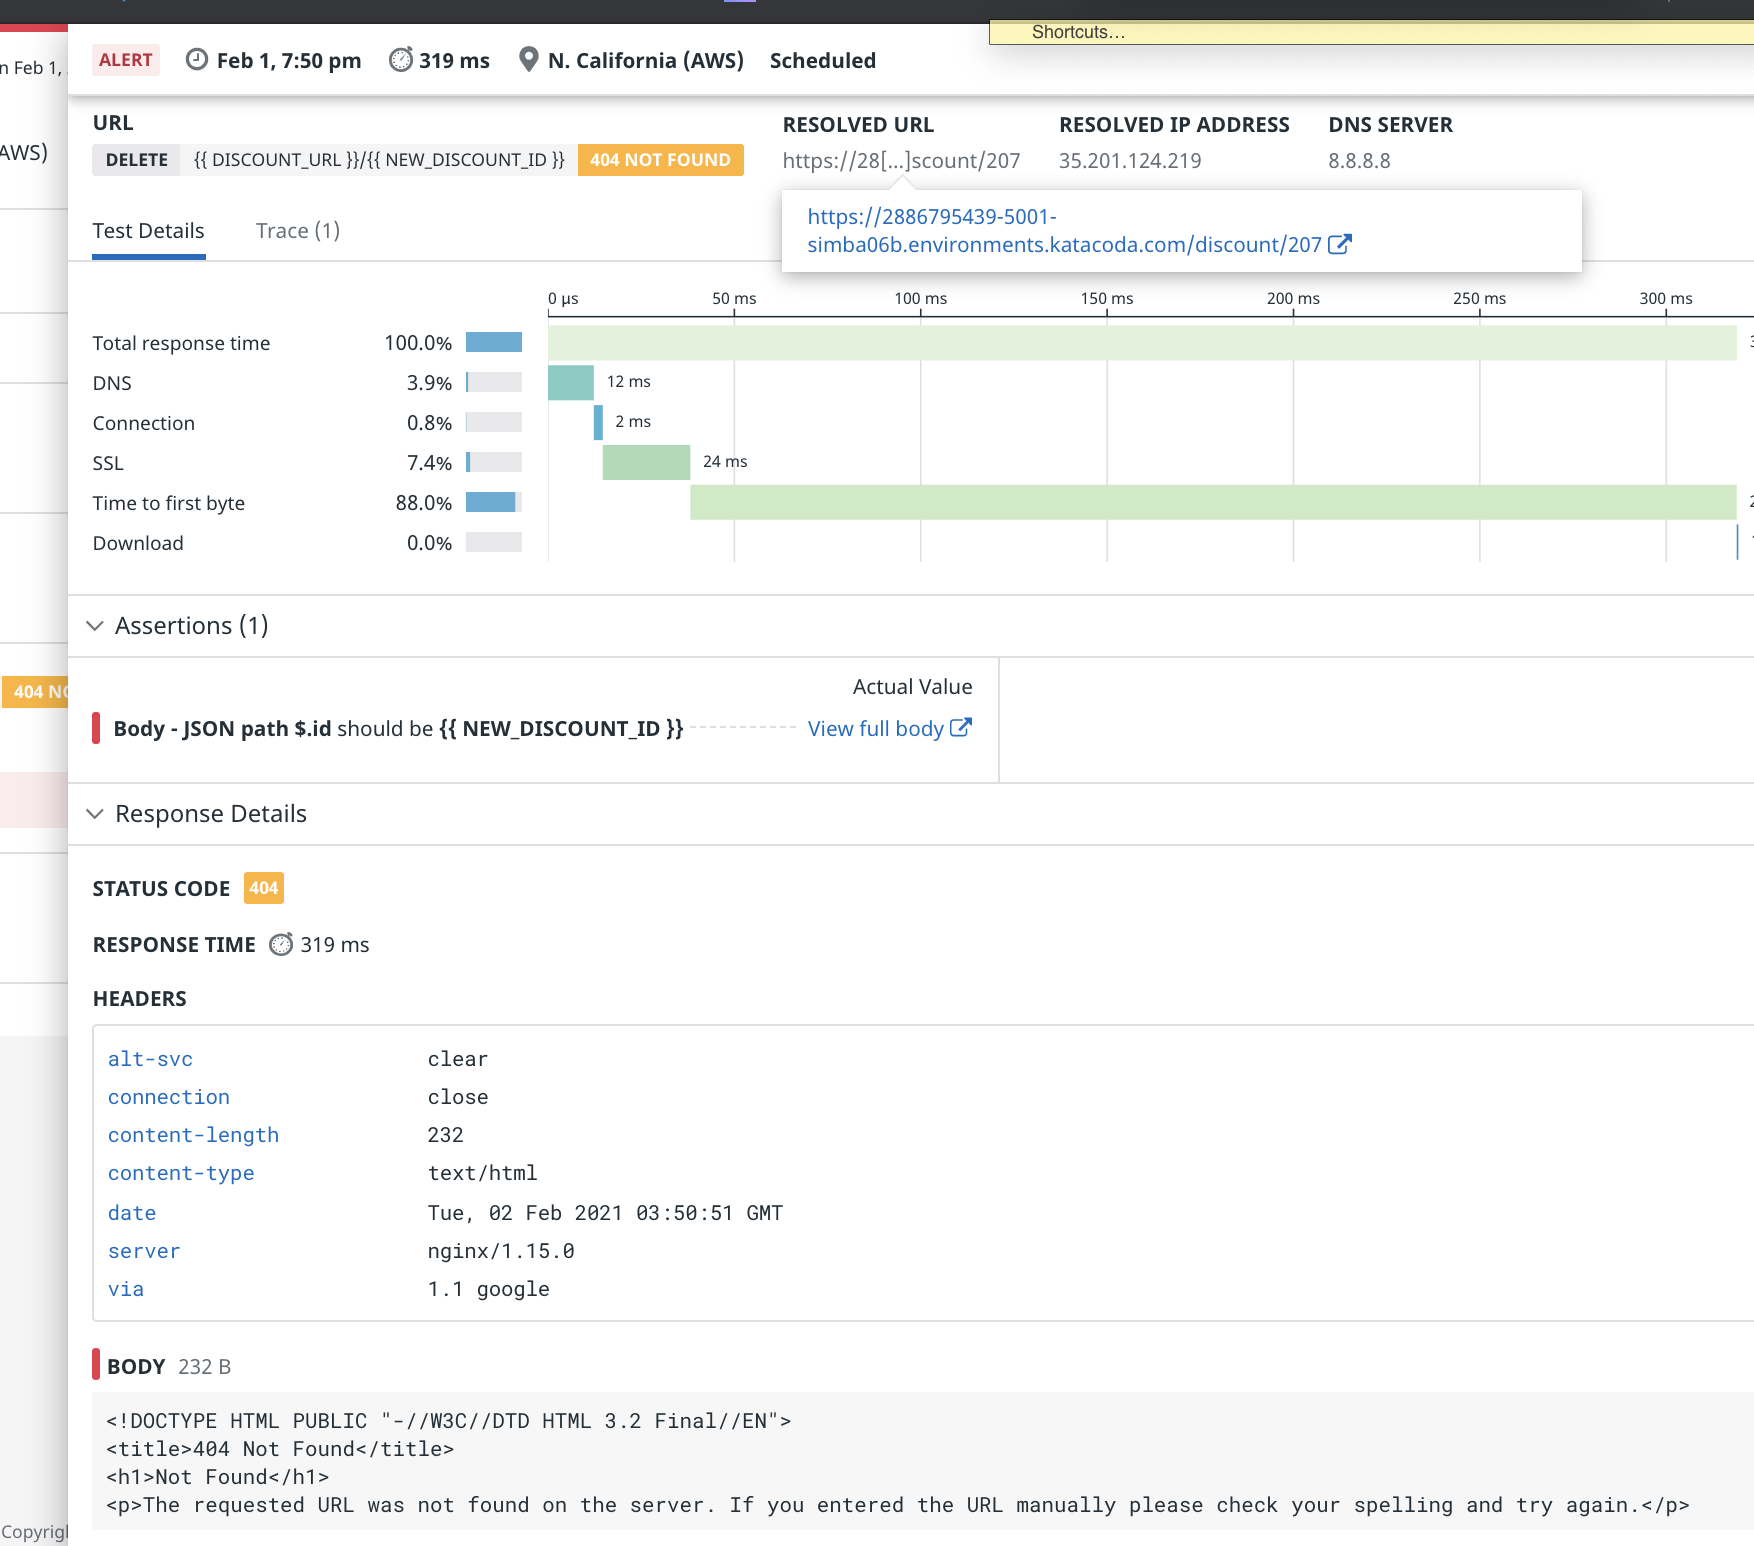 Shortcuts...
n Feb 1,
ALERT Feb 1, 7:50 pm 319 ms N. California (AWS) Scheduled
AWS)
URL
DELETE {{ DISCOUNT_URL }}/{{ NEW_DISCOUNT_ID }} 404 NOT FOUND
RESOLVED URL
https://28[...]scount/207
RESOLVED IP ADDRESS
35.201.124.219
DNS SERVER
8.8.8.8
https://2886795439-5001-
simba06b.environments.katacoda.com/discount/207
Test Details Trace (1)
0 µs 50 ms 100 ms 150 ms 200 ms 250 ms 300 ms
Total response time 100.0%
DNS 3.9% 12 ms
Connection 0.8% 2 ms
SSL 7.4% 24 ms
Time to first byte 88.0%
Download 0.0%
Assertions (1)
Actual Value
404
Body - JSON path $.id should be {{ NEW_DISCOUNT_ID }} View full body
Response Details
STATUS CODE 404
RESPONSE TIME 319 ms
HEADERS
alt-svc clear
connection close
content-length 232
content-type text/html
date Tue, 02 Feb 2021 03:50:51 GMT
server nginx/1.15.0
via 1.1 google
BODY 232 B
<!DOCTYPE HTML PUBLIC "-//W3C//DTD HTML 3.2 Final//EN">
<title>404 Not Found</title>
<h1>Not Found</h1>
<p>The requested URL was not found on the server. If you entered the URL manually please check your spelling and try again.</p>